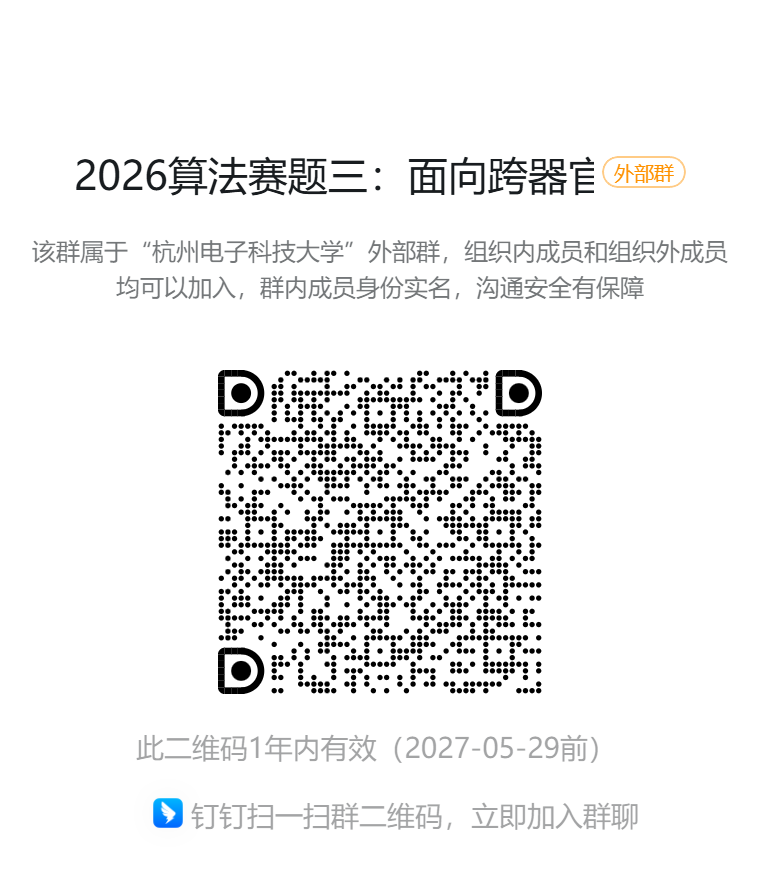 2026算法赛题三：面向跨器官 外部群
该群属于“杭州电子科技大学”外部群，组织内成员和组织外成员
均可以加入，群内成员身份实名，沟通安全有保障
此二维码1年内有效（2027-05-29前）
钉钉扫一扫群二维码，立即加入群聊